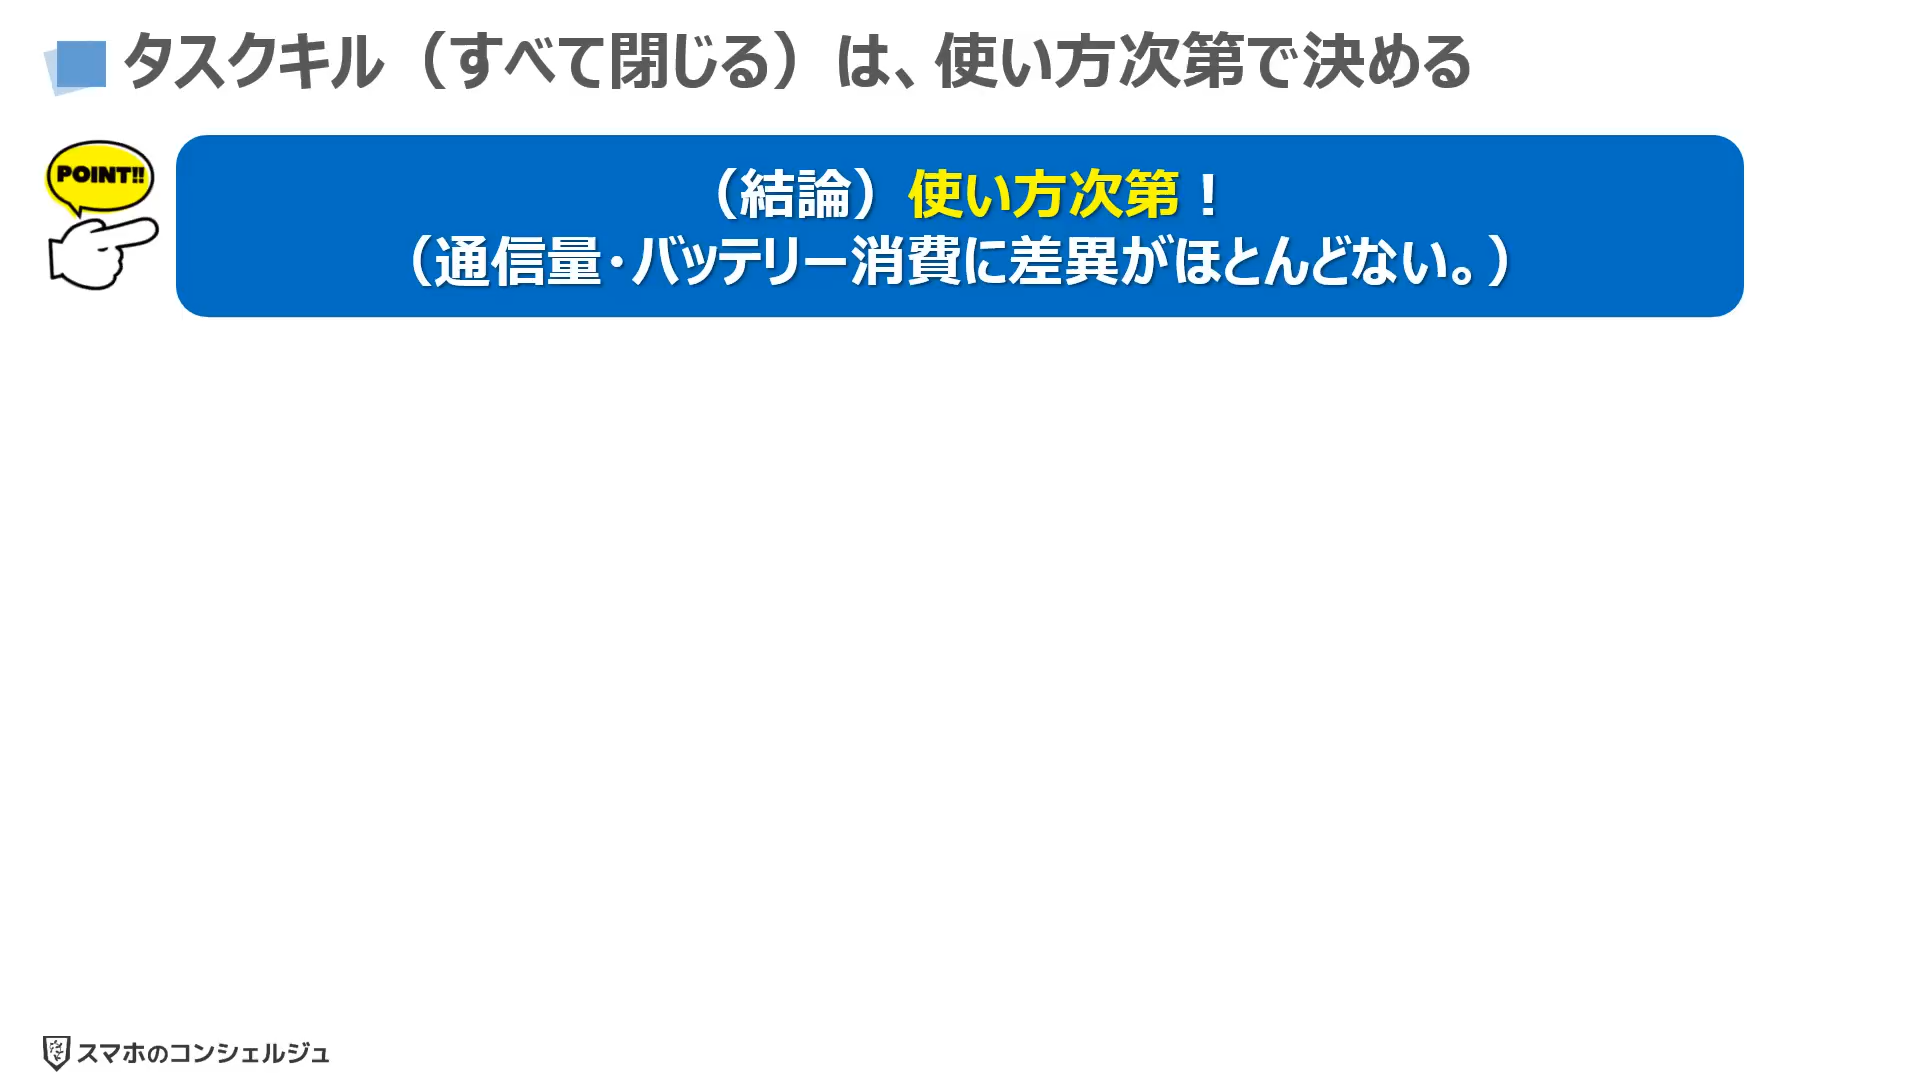 タスクキル（すべて閉じる）は、使い方次第で決める
POINT!!
（結論）使い方次第！
（通信量・バッテリー消費に差異がほとんどない。）
スマホのコンシェルジュ